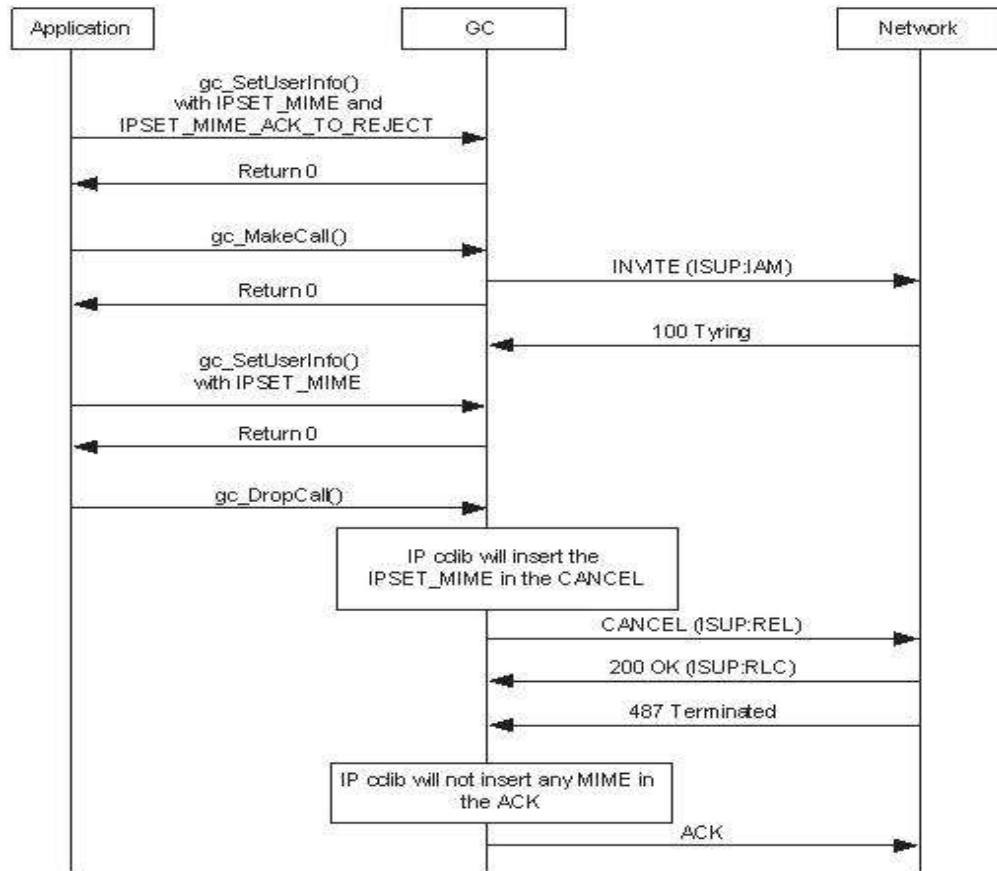 Application
GC
Network
gc_SetUserInfo()
with IPSET_MIME and
IPSET_MIME_ACK_TO_REJECT
Return 0
gc_MakeCall()
INVITE (ISUP:IAM)
Return 0
100 Tyring
gc_SetUserInfo()
with IPSET_MIME
Return 0
gc_DropCall()
IP cclib will insert the
IPSET_MIME in the CANCEL
CANCEL (ISUP:REL)
200 OK (ISUP:RLC)
487 Terminated
IP cclib will not insert any MIME in
the ACK
ACK